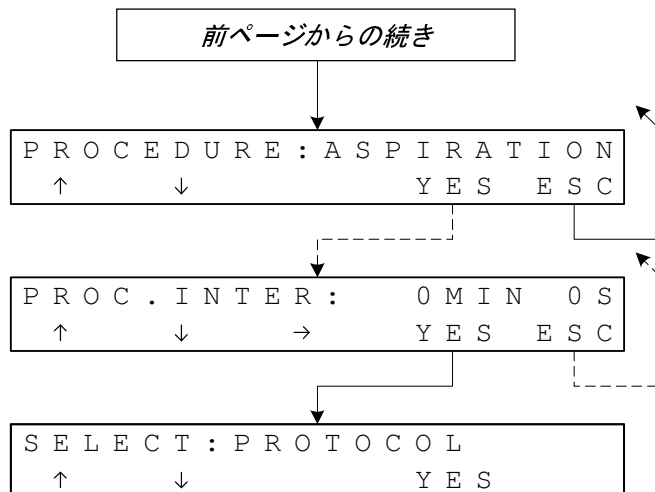 前ページからの続き
PROCEDURE:ASPIRATION
↑ ↓ YES ESC
PROC.INTER: 0MIN 0S
↑ ↓ → YES ESC
SELECT:PROTOCOL
↑ ↓ YES